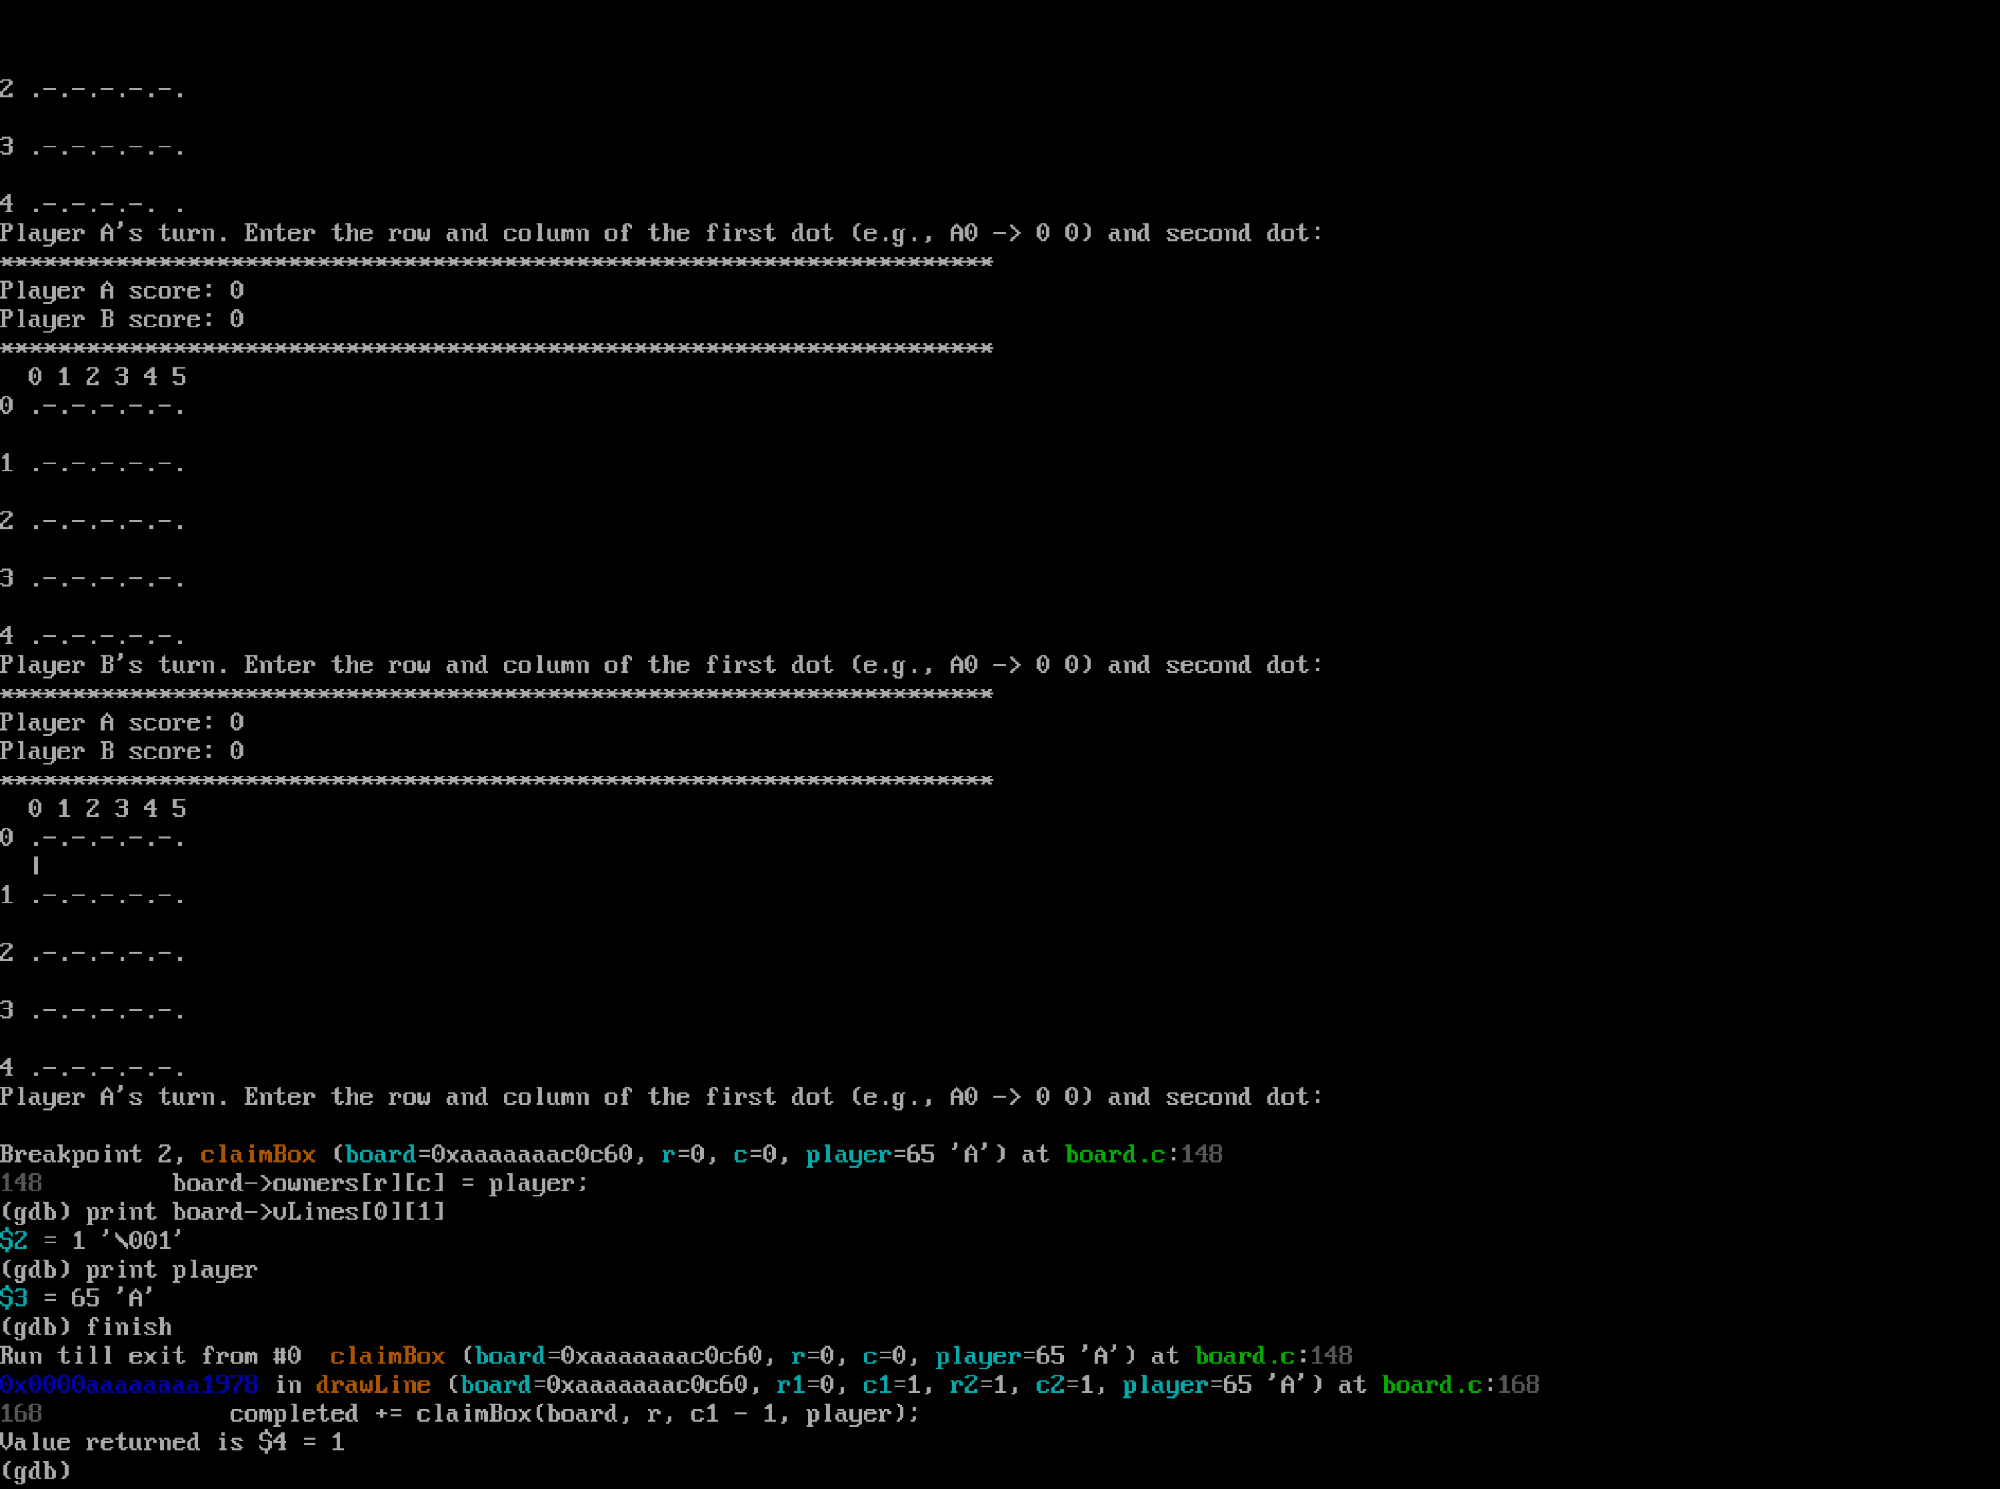 2 .-.-.-.-.-.
3 .-.-.-.-.-.
4 .-.-.-.-. .
Player A's turn. Enter the row and column of the first dot (e.g., A0 -> 0 0) and second dot:
*********************************************************************
Player A score: 0
Player B score: 0
*********************************************************************
  0 1 2 3 4 5
0 .-.-.-.-.-.
1 .-.-.-.-.-.
2 .-.-.-.-.-.
3 .-.-.-.-.-.
4 .-.-.-.-.-.
Player B's turn. Enter the row and column of the first dot (e.g., A0 -> 0 0) and second dot:
*********************************************************************
Player A score: 0
Player B score: 0
*********************************************************************
  0 1 2 3 4 5
0 .-.-.-.-.-.
  |
1 .-.-.-.-.-.
2 .-.-.-.-.-.
3 .-.-.-.-.-.
4 .-.-.-.-.-.
Player A's turn. Enter the row and column of the first dot (e.g., A0 -> 0 0) and second dot:
Breakpoint 2, claimBox (board=0xaaaaaaac0c60, r=0, c=0, player=65 'A') at board.c:148
148         board->owners[r][c] = player;
(gdb) print board->vLines[0][1]
$2 = 1 '\001'
(gdb) print player
$3 = 65 'A'
(gdb) finish
Run till exit from #0  claimBox (board=0xaaaaaaac0c60, r=0, c=0, player=65 'A') at board.c:148
0x0000aaaaaaaa1978 in drawLine (board=0xaaaaaaac0c60, r1=0, c1=1, r2=1, c2=1, player=65 'A') at board.c:168
168             completed += claimBox(board, r, c1 - 1, player);
Value returned is $4 = 1
(gdb)